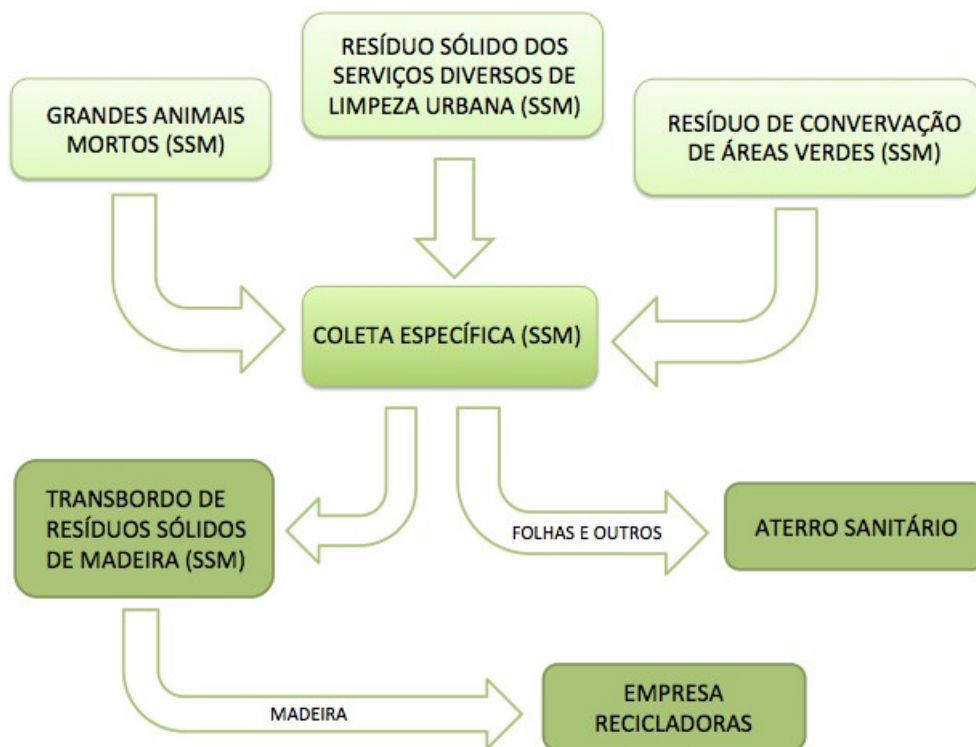 GRANDES ANIMAIS
MORTOS (SSM)
RESÍDUO SÓLIDO DOS
SERVIÇOS DIVERSOS DE
LIMPEZA URBANA (SSM)
RESÍDUO DE CONVERVAÇÃO
DE ÁREAS VERDES (SSM)
COLETA ESPECÍFICA (SSM)
TRANSBORDO DE
RESÍDUOS SÓLIDOS
DE MADEIRA (SSM)
FOLHAS E OUTROS
ATERRO SANITÁRIO
MADEIRA
EMPRESA
RECICLADORAS